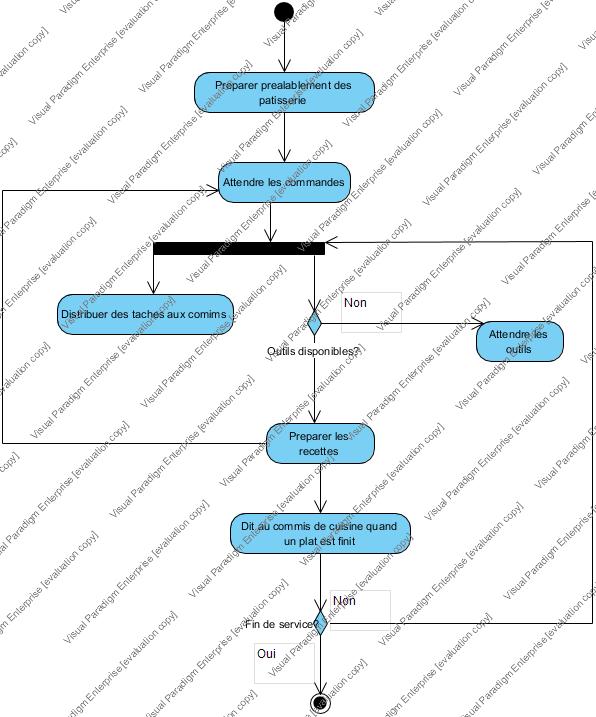 Preparer prealablement des
patisserie
Attendre les commandes
Distribuer des taches aux comims
Non
Outils disponibles?
Attendre les
outils
Preparer les
recettes
Dit au commis de cuisine quand
un plat est finit
Non
Fin de service?
Oui
Visual Paradigm Enterprise [evaluation copy]